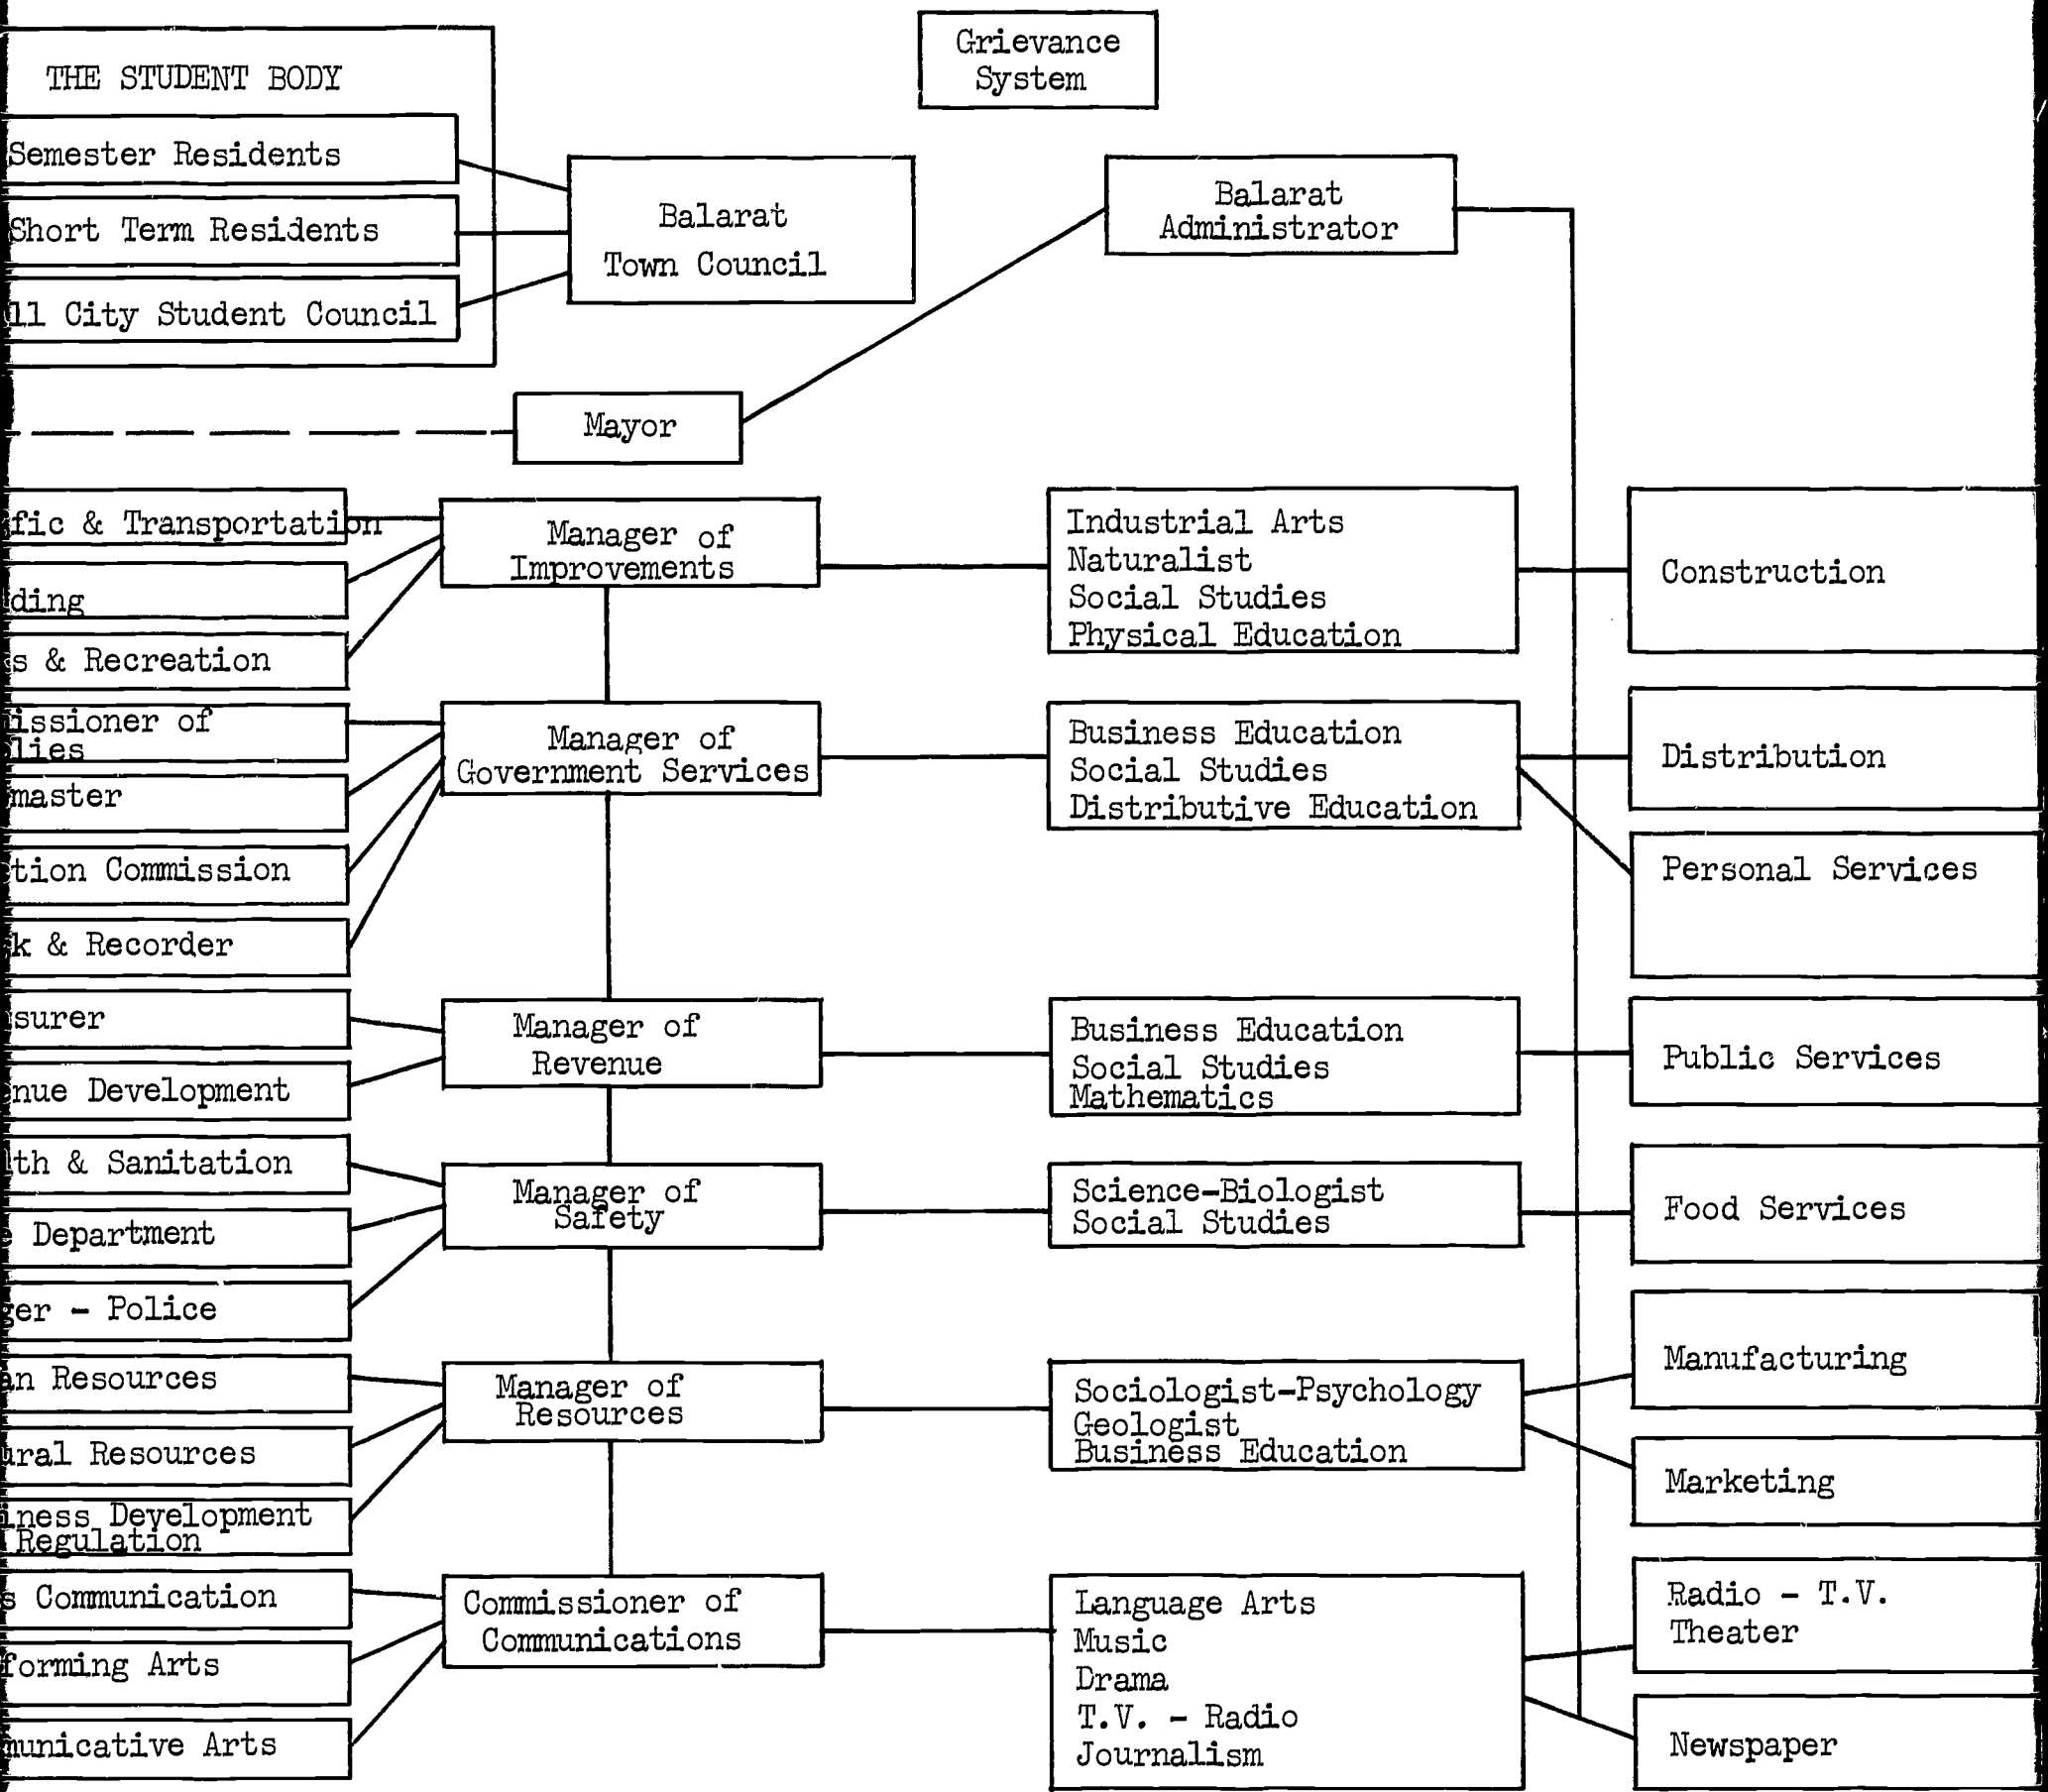 Grievance
System
THE STUDENT BODY
Semester Residents
Short Term Residents
ll City Student Council
Balarat
Town Council
Balarat
Administrator
Mayor
fic & Transportation
ding
s & Recreation
issioner of
lies
master
tion Commission
k & Recorder
surer
nue Development
lth & Sanitation
Department
ger - Police
an Resources
ural Resources
iness Development
Regulation
s Communication
forming Arts
municative Arts
Manager of
Improvements
Manager of
Government Services
Manager of
Revenue
Manager of
Safety
Manager of
Resources
Commissioner of
Communications
Industrial Arts
Naturalist
Social Studies
Physical Education
Business Education
Social Studies
Distributive Education
Business Education
Social Studies
Mathematics
Science-Biologist
Social Studies
Sociologist-Psychology
Geologist
Business Education
Language Arts
Music
Drama
T.V. - Radio
Journalism
Construction
Distribution
Personal Services
Public Services
Food Services
Manufacturing
Marketing
Radio - T.V.
Theater
Newspaper